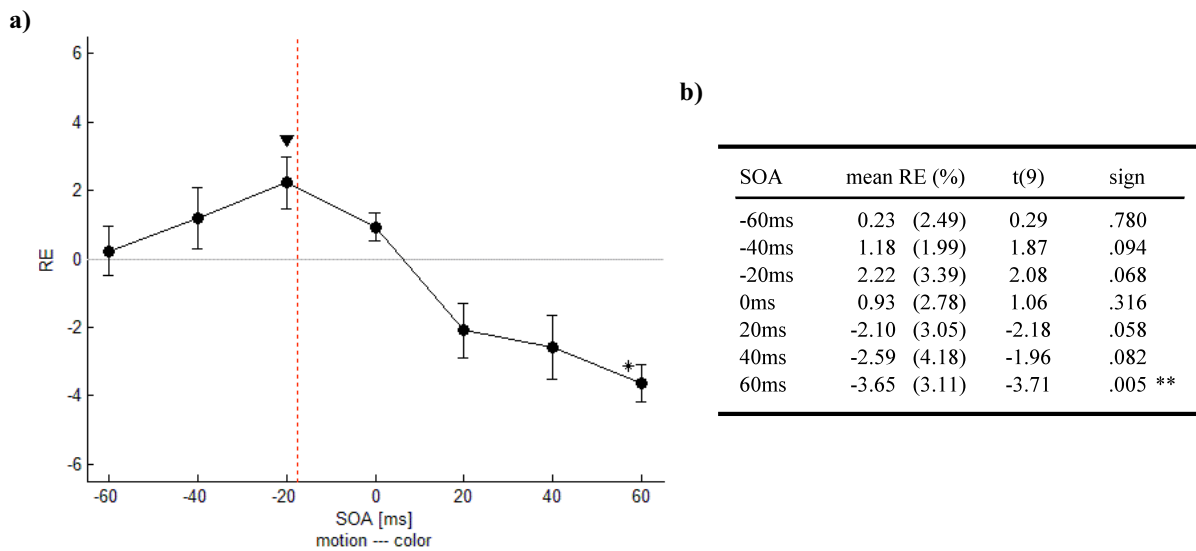 a)
6
4
2
0
-2
-4
-6
RE
*
-60 -40 -20 0 20 40 60
SOA [ms]
motion --- color
b)
SOA mean RE (%) t(9) sign
-60ms 0.23 (2.49) 0.29 .780
-40ms 1.18 (1.99) 1.87 .094
-20ms 2.22 (3.39) 2.08 .068
0ms 0.93 (2.78) 1.06 .316
20ms -2.10 (3.05) -2.18 .058
40ms -2.59 (4.18) -1.96 .082
60ms -3.65 (3.11) -3.71 .005 **